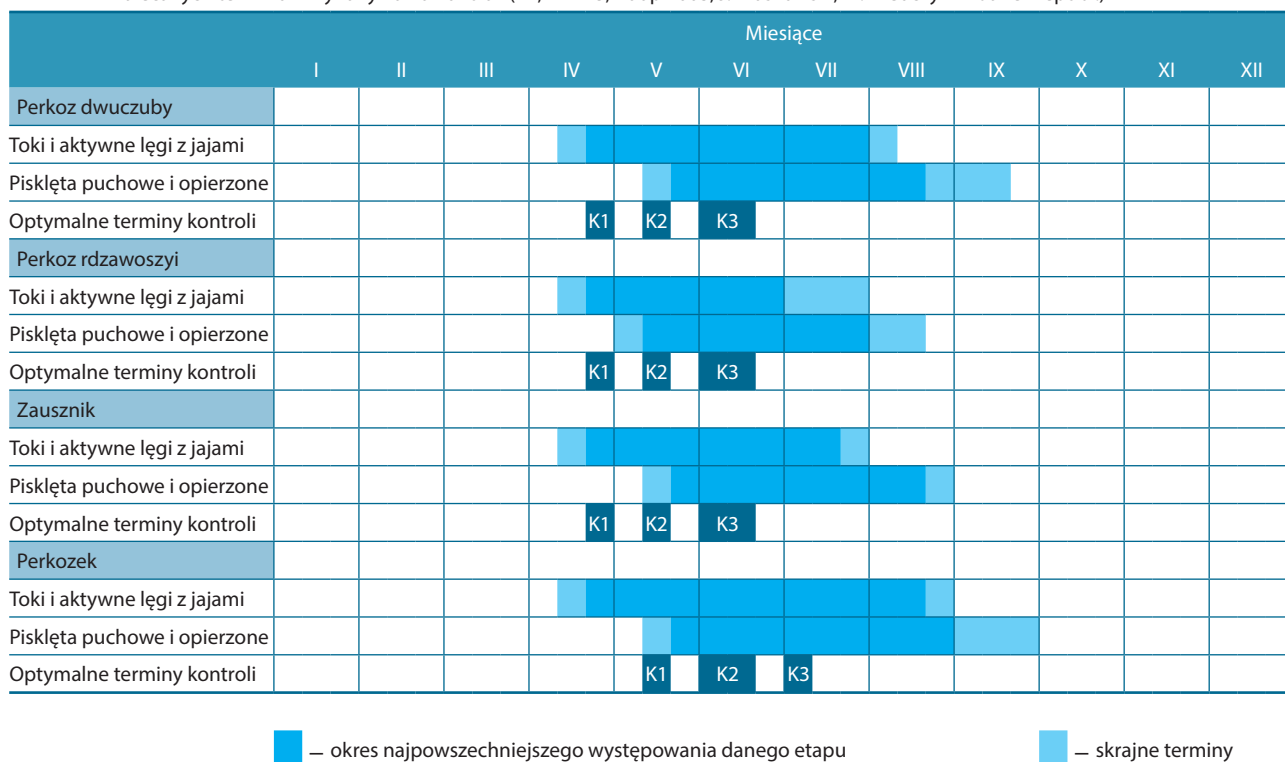 Miesiące
I II III IV V VI VII VIII IX X XI XII
Perkoz dwuczuby
Toki i aktywne lęgi z jajami
Pisklęta puchowe i opierzone
Optymalne terminy kontroli K1 K2 K3
Perkoz rdzawoszyi
Toki i aktywne lęgi z jajami
Pisklęta puchowe i opierzone
Optymalne terminy kontroli K1 K2 K3
Zausznik
Toki i aktywne lęgi z jajami
Pisklęta puchowe i opierzone
Optymalne terminy kontroli K1 K2 K3
Perkozek
Toki i aktywne lęgi z jajami
Pisklęta puchowe i opierzone
Optymalne terminy kontroli K1 K2 K3
– okres najpowszechniejszego występowania danego etapu – skrajne terminy